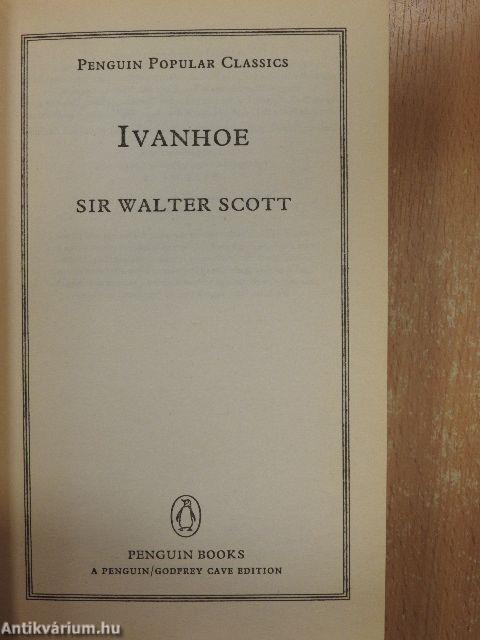 PENGUIN POPULAR CLASSICS
IVANHOE
SIR WALTER SCOTT
PENGUIN BOOKS
A PENGUIN/GODFREY CAVE EDITION
Antikvárium.hu